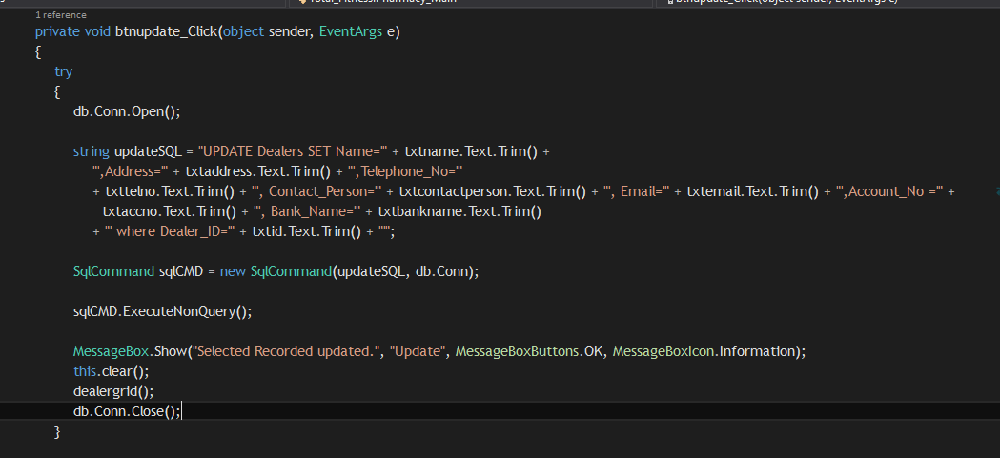 1 reference
private void btnupdate_Click(object sender, EventArgs e)
{
try
{
db.Conn.Open();
string updateSQL = "UPDATE Dealers SET Name='" + txtname.Text.Trim() +
"',Address='" + txtaddress.Text.Trim() + "',Telephone_No='"
+ txttelno.Text.Trim() + "', Contact_Person='" + txtcontactperson.Text.Trim() + "', Email='" + txtemail.Text.Trim() + "',Account_No ='" +
txtaccno.Text.Trim() + "', Bank_Name='" + txtbankname.Text.Trim()
+ "' where Dealer_ID='" + txtid.Text.Trim() + "'";
SqlCommand sqlCMD = new SqlCommand(updateSQL, db.Conn);
sqlCMD.ExecuteNonQuery();
MessageBox.Show("Selected Recorded updated.", "Update", MessageBoxButtons.OK, MessageBoxIcon.Information);
this.clear();
dealergrid();
db.Conn.Close();
}